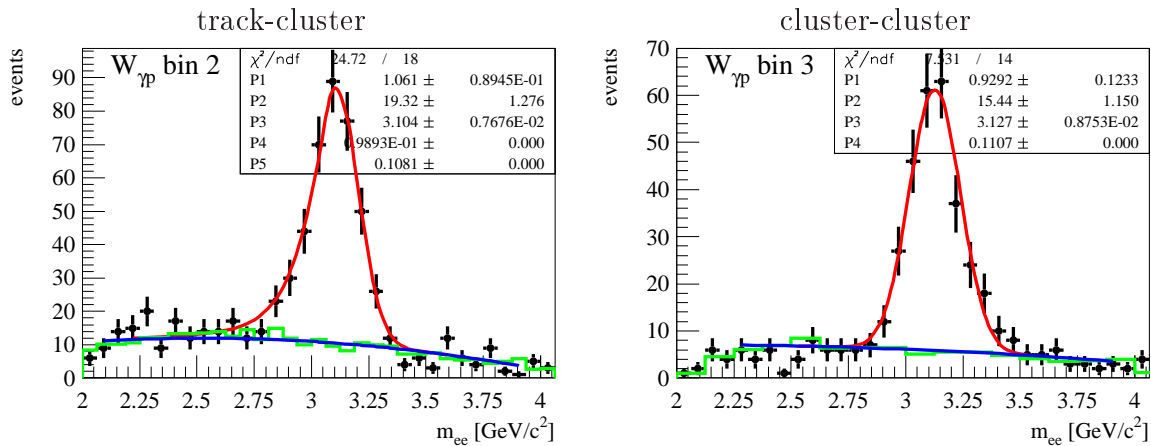 track-cluster
events
W_γp bin 2
χ²/ndf 24.72 / 18
P1 1.061 ± 0.8945E-01
P2 19.32 ± 1.276
P3 3.104 ± 0.7676E-02
P4 0.9893E-01 ± 0.000
P5 0.1081 ± 0.000
90
80
70
60
50
40
30
20
10
0
2 2.25 2.5 2.75 3 3.25 3.5 3.75 4
m_ee [GeV/c²]
cluster-cluster
events
W_γp bin 3
χ²/ndf 7.531 / 14
P1 0.9292 ± 0.1233
P2 15.44 ± 1.150
P3 3.127 ± 0.8753E-02
P4 0.1107 ± 0.000
70
60
50
40
30
20
10
0
2 2.25 2.5 2.75 3 3.25 3.5 3.75 4
m_ee [GeV/c²]